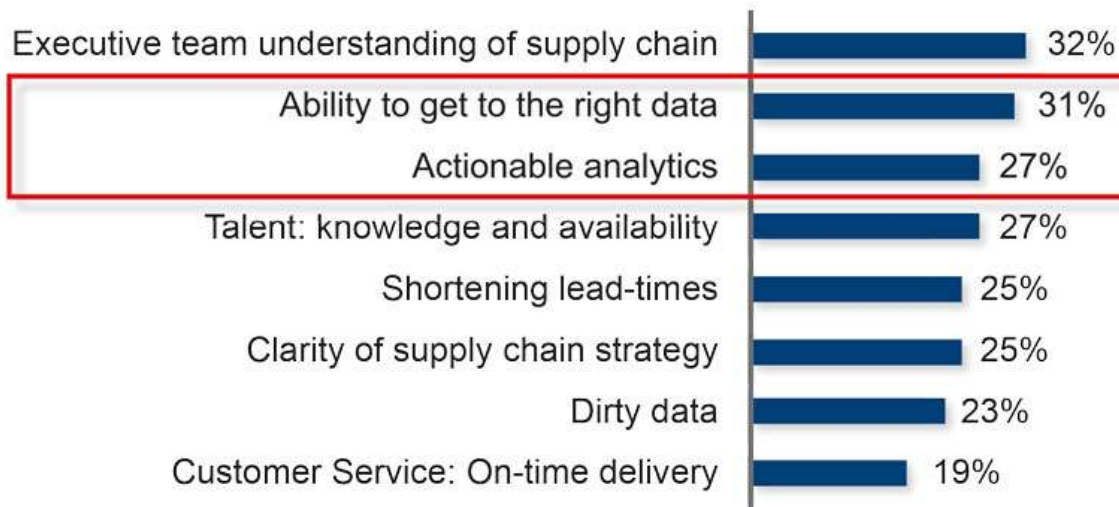 Executive team understanding of supply chain 32%
Ability to get to the right data 31%
Actionable analytics 27%
Talent: knowledge and availability 27%
Shortening lead-times 25%
Clarity of supply chain strategy 25%
Dirty data 23%
Customer Service: On-time delivery 19%